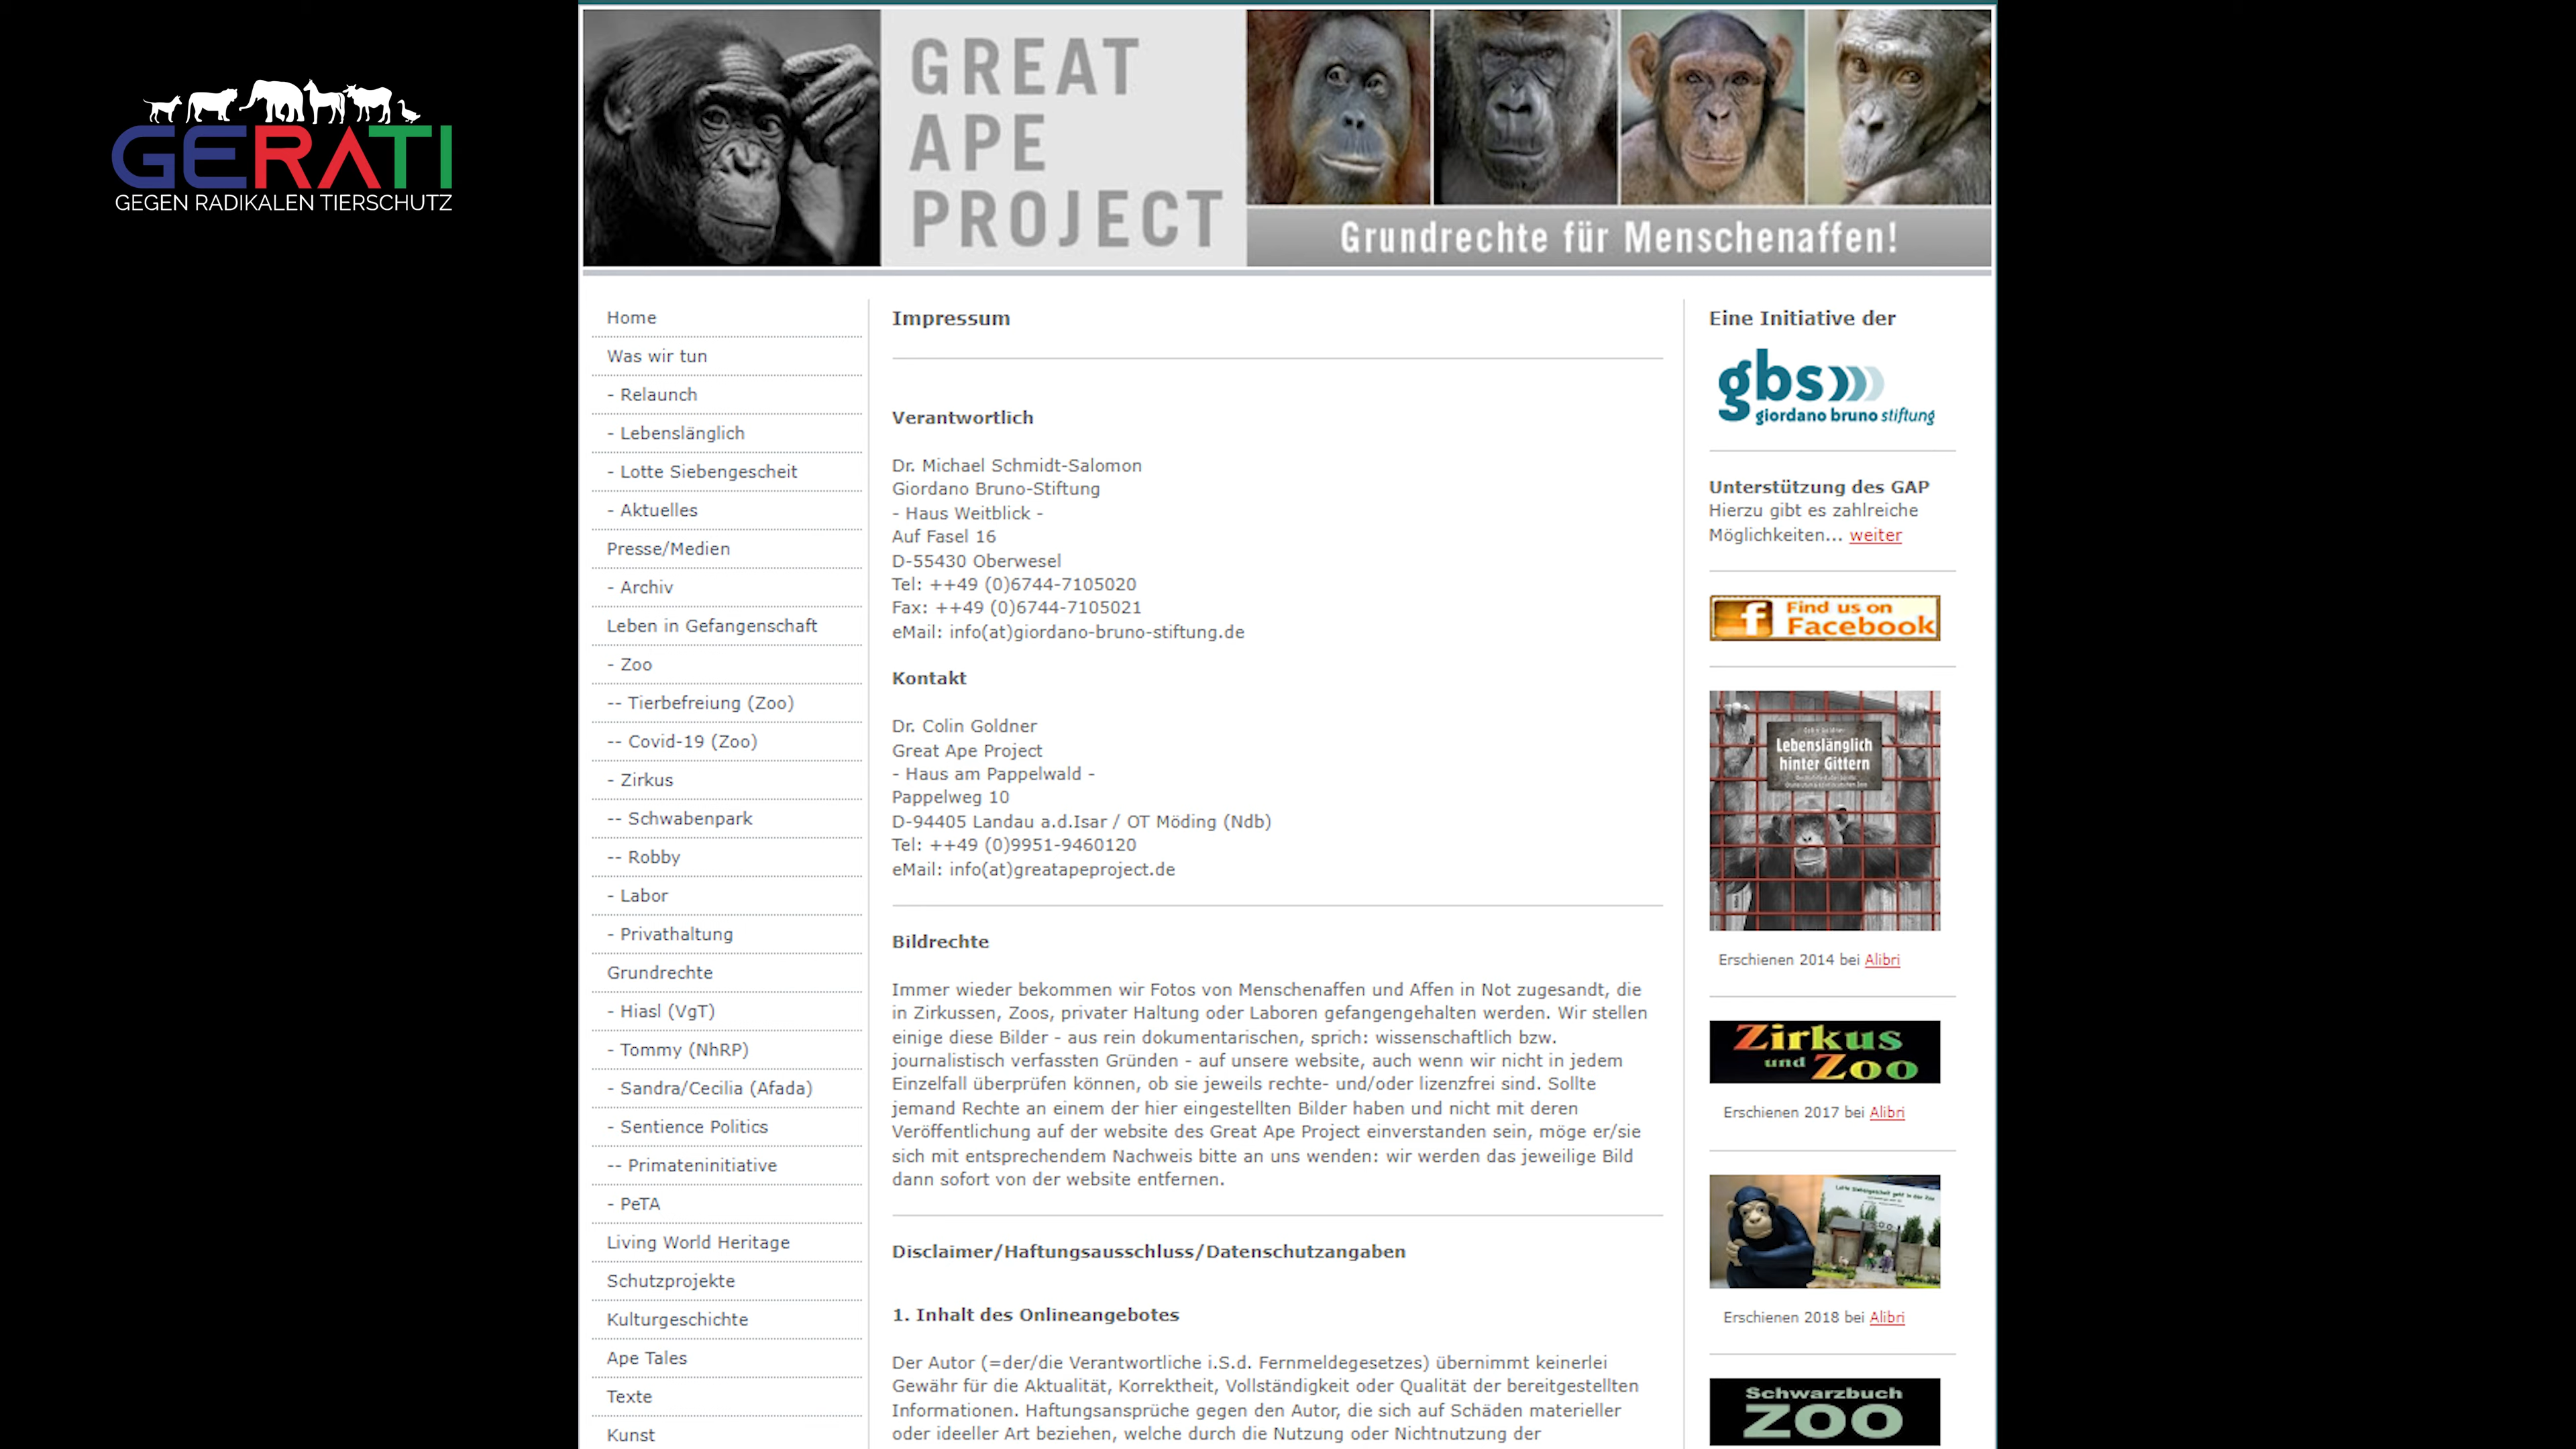 GERATI
GEGEN RADIKALEN TIERSCHUTZ
GREAT
APE
PROJECT
Grundrechte für Menschenaffen!
Home
Was wir tun
- Relaunch
- Lebenslänglich
- Lotte Siebengescheit
- Aktuelles
Presse/Medien
- Archiv
Leben in Gefangenschaft
- Zoo
-- Tierbefreiung (Zoo)
-- Covid-19 (Zoo)
- Zirkus
-- Schwabenpark
-- Robby
- Labor
- Privathaltung
Grundrechte
- Hiasl (VgT)
- Tommy (NhRP)
- Sandra/Cecilia (Afada)
- Sentience Politics
-- Primateninitiative
- PeTA
Living World Heritage
Schutzprojekte
Kulturgeschichte
Ape Tales
Texte
Kunst
Impressum
Verantwortlich
Dr. Michael Schmidt-Salomon
Giordano Bruno-Stiftung
- Haus Weitblick -
Auf Fasel 16
D-55430 Oberwesel
Tel: ++49 (0)6744-7105020
Fax: ++49 (0)6744-7105021
eMail: info(at)giordano-bruno-stiftung.de
Kontakt
Dr. Colin Goldner
Great Ape Project
- Haus am Pappelwald -
Pappelweg 10
D-94405 Landau a.d.Isar / OT Möding (Ndb)
Tel: ++49 (0)9951-9460120
eMail: info(at)greatapeproject.de
Bildrechte
Immer wieder bekommen wir Fotos von Menschenaffen und Affen in Not zugesandt, die
in Zirkussen, Zoos, privater Haltung oder Laboren gefangengehalten werden. Wir stellen
einige diese Bilder - aus rein dokumentarischen, sprich: wissenschaftlich bzw.
journalistisch verfassten Gründen - auf unsere website, auch wenn wir nicht in jedem
Einzelfall überprüfen können, ob sie jeweils rechte- und/oder lizenzfrei sind. Sollte
jemand Rechte an einem der hier eingestellten Bilder haben und nicht mit deren
Veröffentlichung auf der website des Great Ape Project einverstanden sein, möge er/sie
sich mit entsprechendem Nachweis bitte an uns wenden: wir werden das jeweilige Bild
dann sofort von der website entfernen.
Disclaimer/Haftungsausschluss/Datenschutzangaben
1. Inhalt des Onlineangebotes
Der Autor (=der/die Verantwortliche i.S.d. Fernmeldegesetzes) übernimmt keinerlei
Gewähr für die Aktualität, Korrektheit, Vollständigkeit oder Qualität der bereitgestellten
Informationen. Haftungsansprüche gegen den Autor, die sich auf Schäden materieller
oder ideeller Art beziehen, welche durch die Nutzung oder Nichtnutzung der
Eine Initiative der
gbs
giordano bruno stiftung
Unterstützung des GAP
Hierzu gibt es zahlreiche
Möglichkeiten... weiter
f Find us on
Facebook
Colin Goldner
Lebenslänglich
hinter Gittern
Erschienen 2014 bei Alibri
Zirkus
und Zoo
Erschienen 2017 bei Alibri
Lotte Siebengescheit geht in den Zoo
ZOO
Erschienen 2018 bei Alibri
Schwarzbuch
ZOO